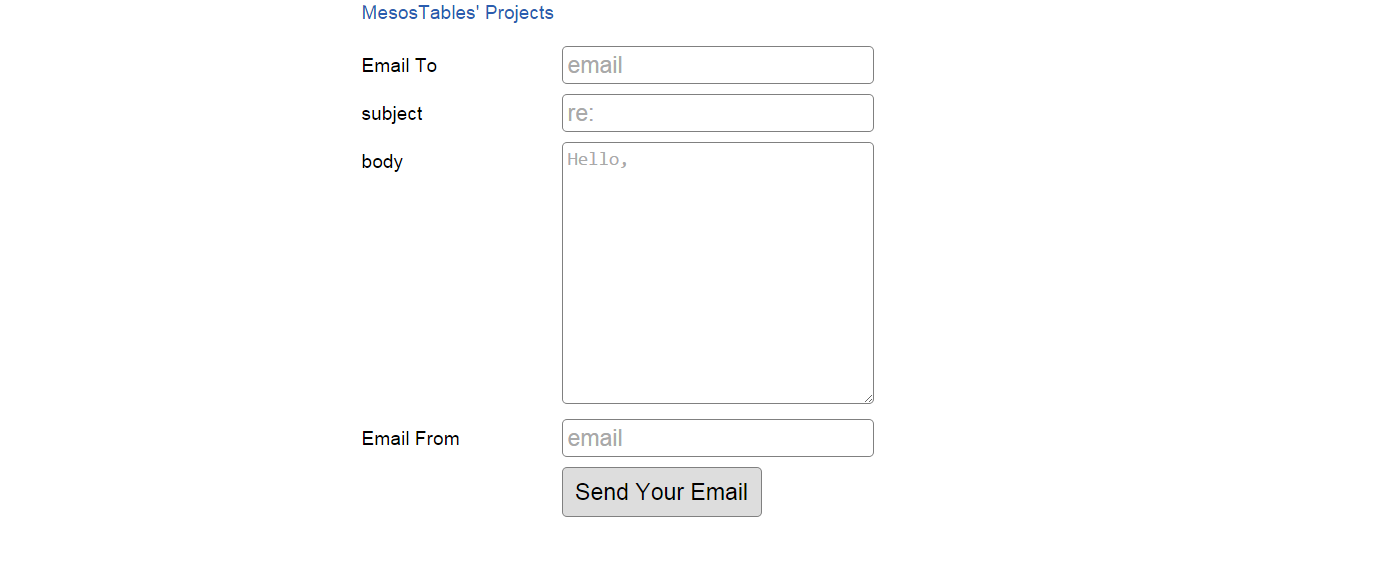 MesosTables' Projects
Email To email
subject re:
body Hello,
Email From email
Send Your Email